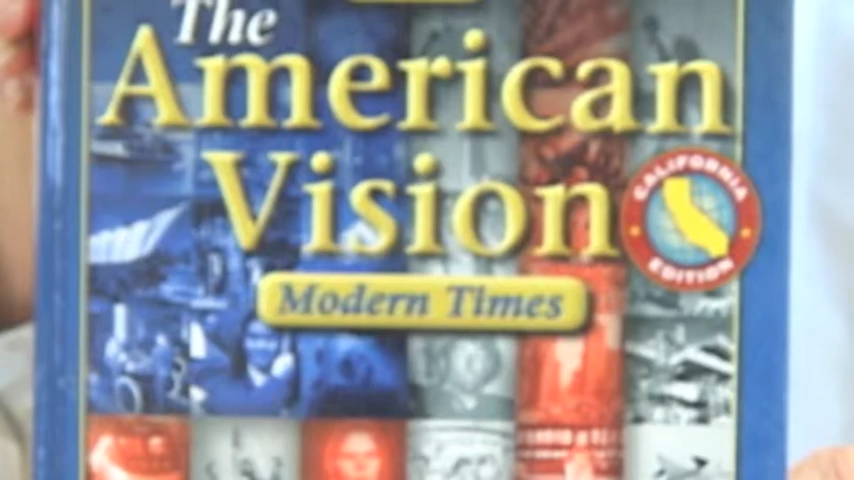 The
American
Vision
CALIFORNIA
EDITION
Modern Times